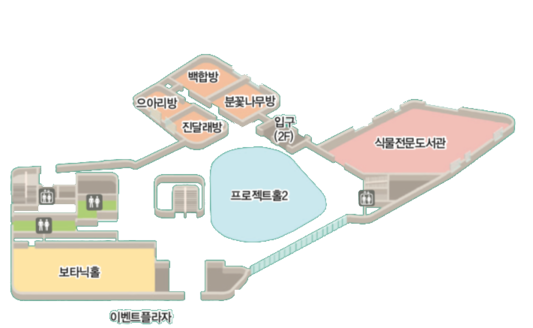 백합방
으아리방
분꽃나무방
진달래방
입구
(2F)
식물전문도서관
프로젝트홀2
보타닉홀
이벤트플라자